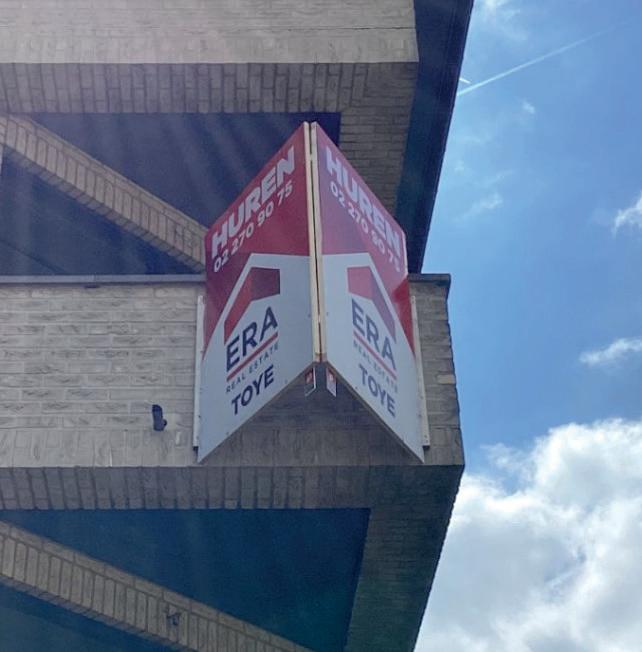 HUREN
02 270 90 75
ERA
REAL ESTATE
TOYE
HUREN
02 270 90 75
ERA
REAL ESTATE
TOYE